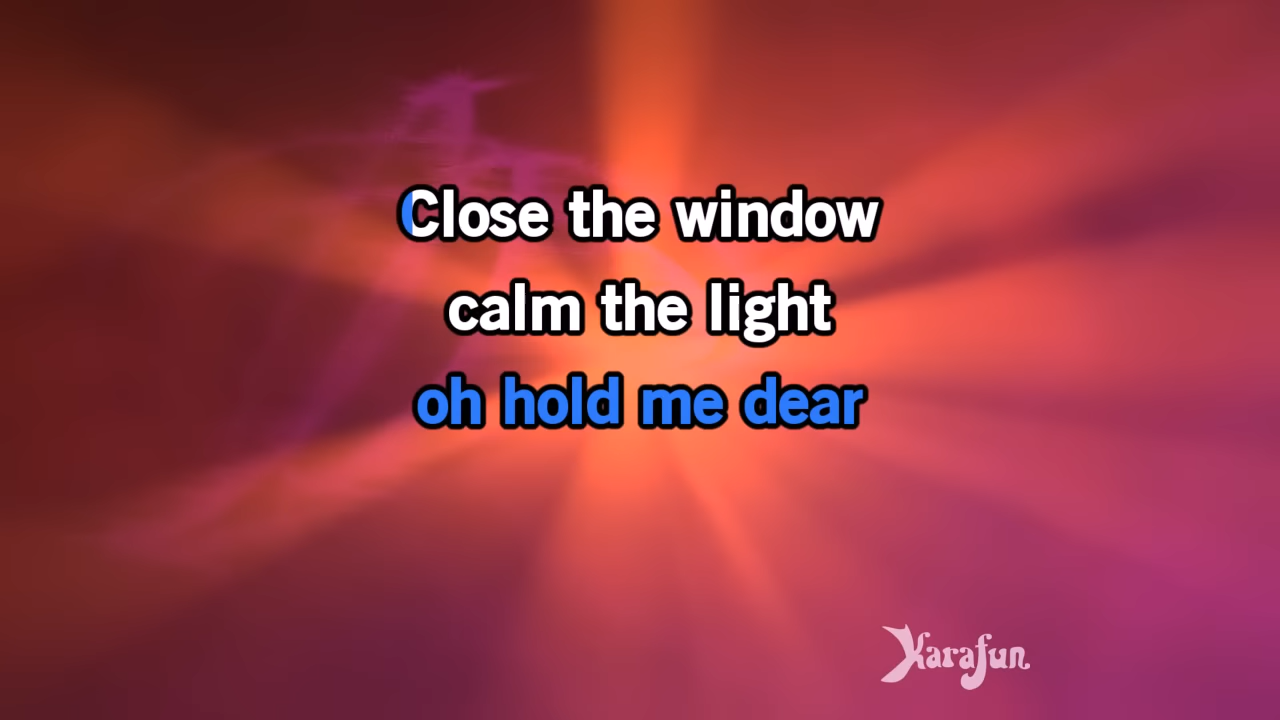 Close the window
calm the light
oh hold me dear
Karafun